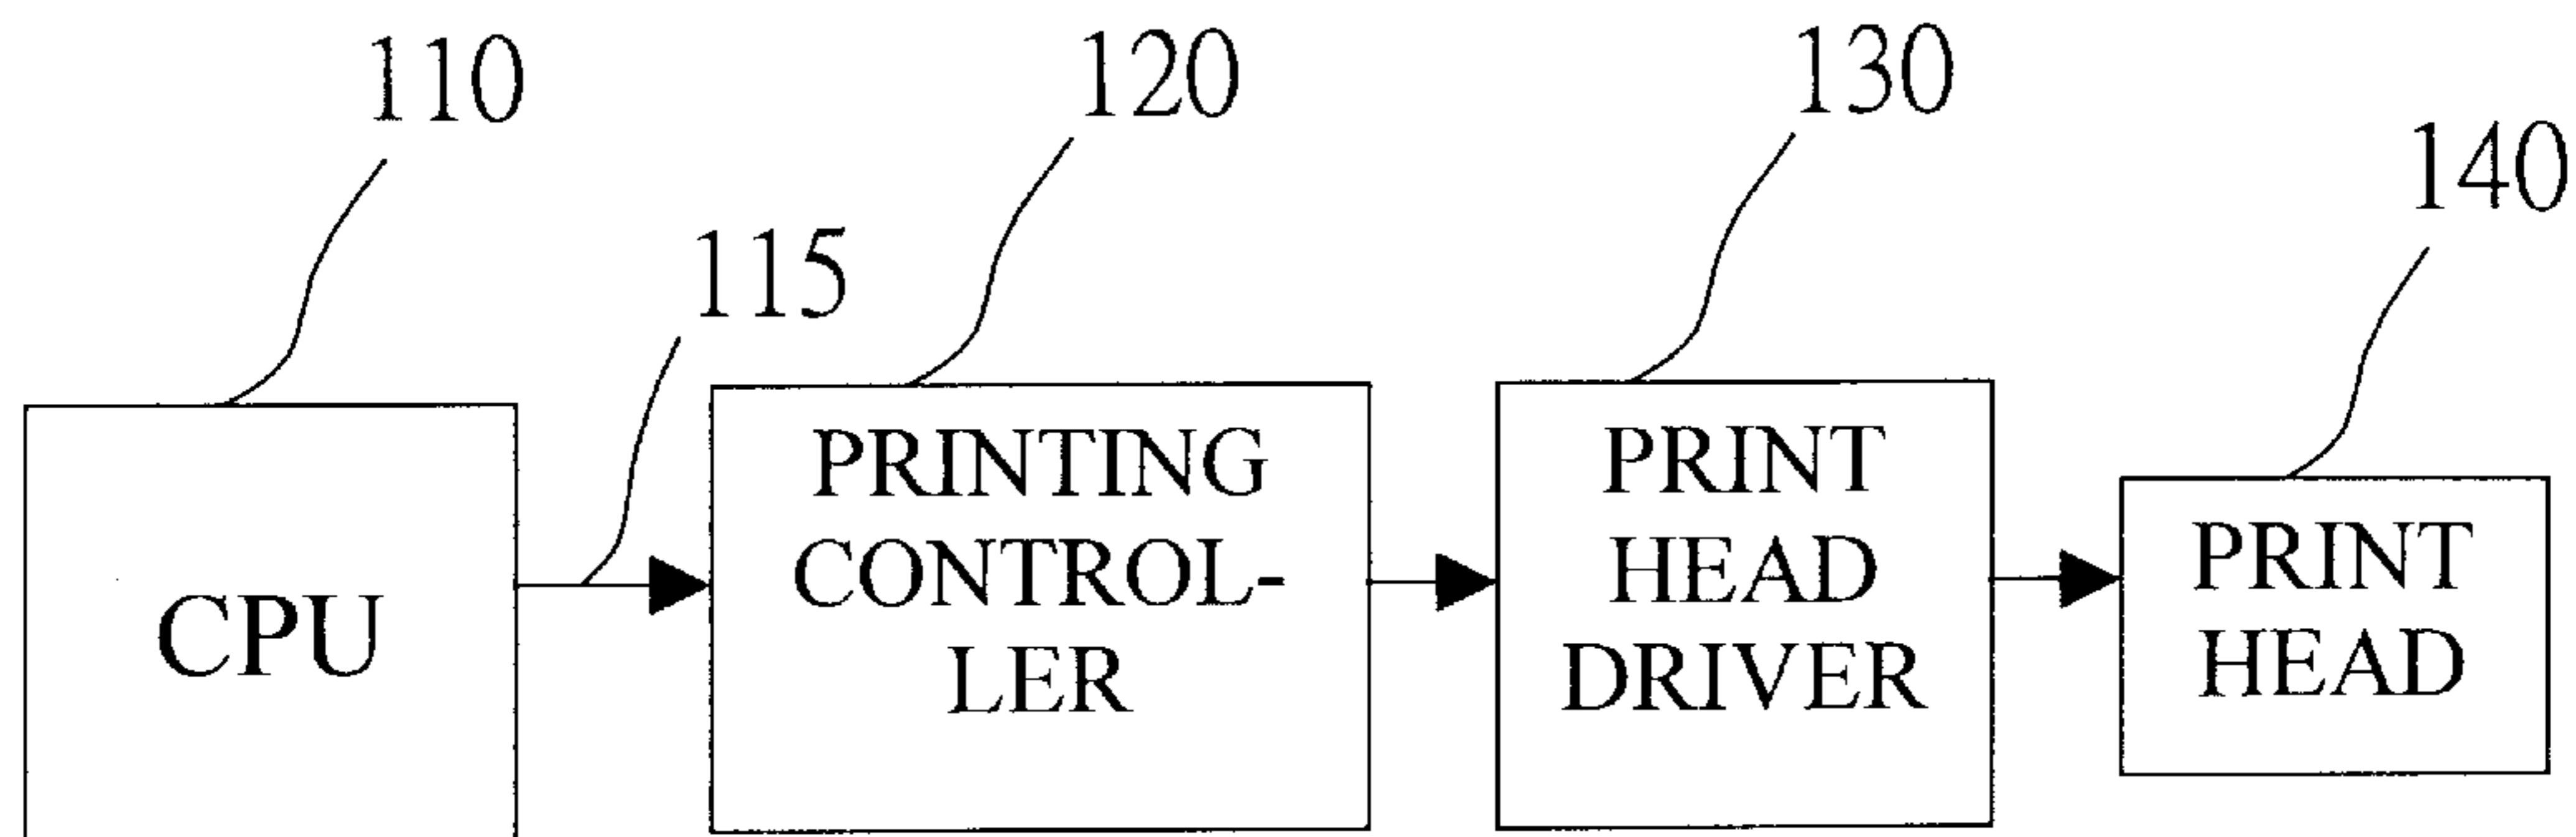 110
120
130
140
115
CPU
PRINTING
CONTROL-
LER
PRINT
HEAD
DRIVER
PRINT
HEAD